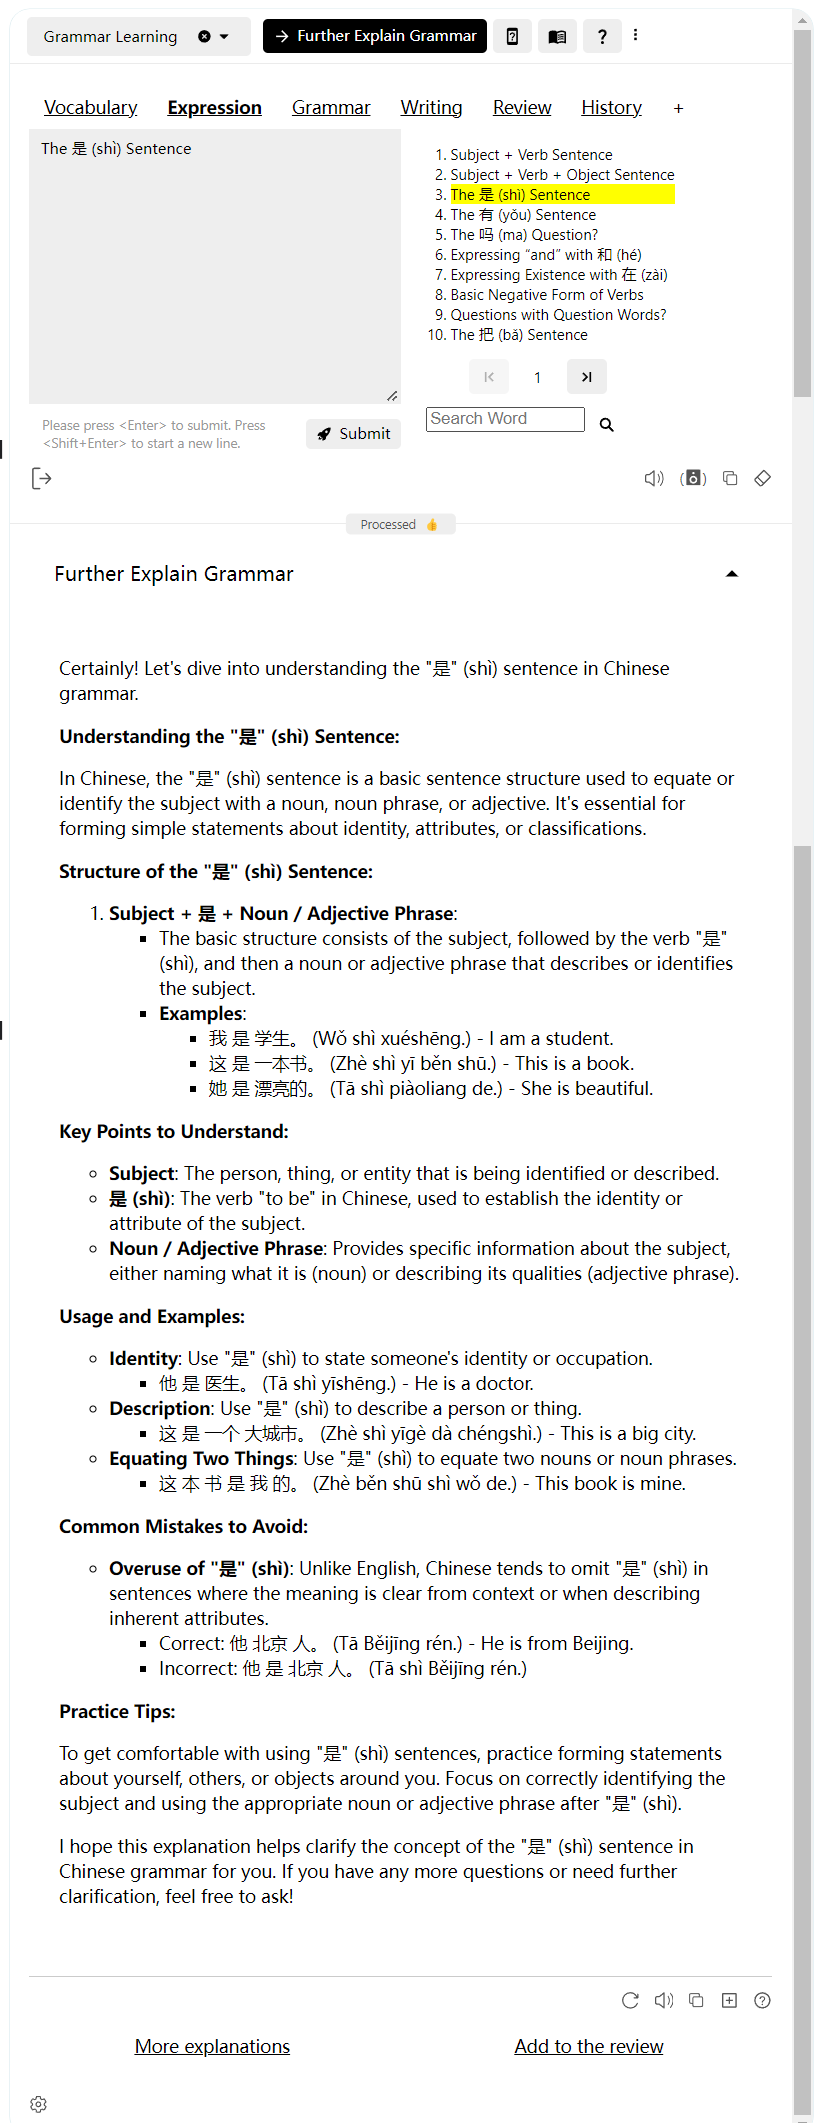 Grammar Learning
Further Explain Grammar
Vocabulary Expression Grammar Writing Review History +
The 是 (shì) Sentence
1. Subject + Verb Sentence
2. Subject + Verb + Object Sentence
3. The 是 (shì) Sentence
4. The 有 (yǒu) Sentence
5. The 吗 (ma) Question?
6. Expressing “and” with 和 (hé)
7. Expressing Existence with 在 (zài)
8. Basic Negative Form of Verbs
9. Questions with Question Words?
10. The 把 (bǎ) Sentence
1
Please press <Enter> to submit. Press
<Shift+Enter> to start a new line.
Submit
Search Word
Processed 👍
Further Explain Grammar
Certainly! Let's dive into understanding the "是" (shì) sentence in Chinese
grammar.
Understanding the "是" (shì) Sentence:
In Chinese, the "是" (shì) sentence is a basic sentence structure used to equate or
identify the subject with a noun, noun phrase, or adjective. It's essential for
forming simple statements about identity, attributes, or classifications.
Structure of the "是" (shì) Sentence:
1. Subject + 是 + Noun / Adjective Phrase:
The basic structure consists of the subject, followed by the verb "是"
(shì), and then a noun or adjective phrase that describes or identifies
the subject.
Examples:
我 是 学生。 (Wǒ shì xuéshēng.) - I am a student.
这 是 一本书。 (Zhè shì yī běn shū.) - This is a book.
她 是 漂亮的。 (Tā shì piàoliang de.) - She is beautiful.
Key Points to Understand:
Subject: The person, thing, or entity that is being identified or described.
是 (shì): The verb "to be" in Chinese, used to establish the identity or
attribute of the subject.
Noun / Adjective Phrase: Provides specific information about the subject,
either naming what it is (noun) or describing its qualities (adjective phrase).
Usage and Examples:
Identity: Use "是" (shì) to state someone's identity or occupation.
他 是 医生。 (Tā shì yīshēng.) - He is a doctor.
Description: Use "是" (shì) to describe a person or thing.
这 是 一个 大城市。 (Zhè shì yīgè dà chéngshì.) - This is a big city.
Equating Two Things: Use "是" (shì) to equate two nouns or noun phrases.
这 本 书 是 我 的。 (Zhè běn shū shì wǒ de.) - This book is mine.
Common Mistakes to Avoid:
Overuse of "是" (shì): Unlike English, Chinese tends to omit "是" (shì) in
sentences where the meaning is clear from context or when describing
inherent attributes.
Correct: 他 北京 人。 (Tā Běijīng rén.) - He is from Beijing.
Incorrect: 他 是 北京 人。 (Tā shì Běijīng rén.)
Practice Tips:
To get comfortable with using "是" (shì) sentences, practice forming statements
about yourself, others, or objects around you. Focus on correctly identifying the
subject and using the appropriate noun or adjective phrase after "是" (shì).
I hope this explanation helps clarify the concept of the "是" (shì) sentence in
Chinese grammar for you. If you have any more questions or need further
clarification, feel free to ask!
More explanations
Add to the review